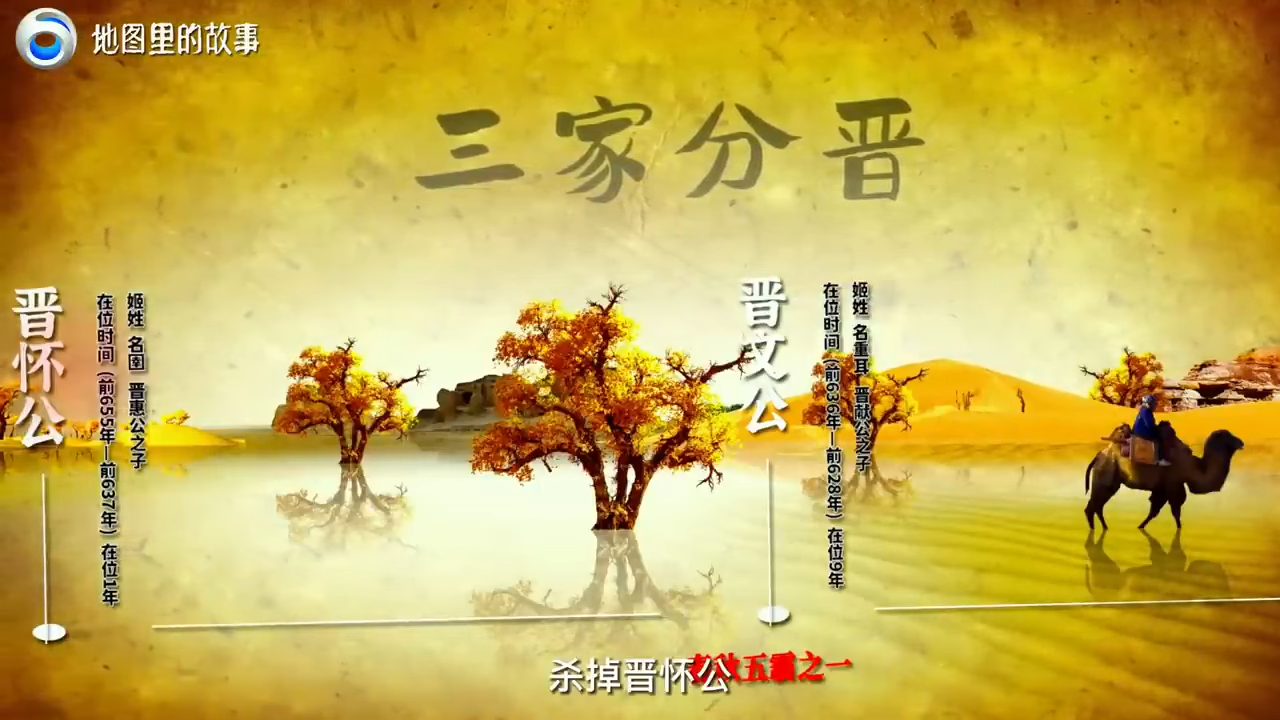 地图里的故事
三家分晋
晋怀公
姬姓 名圉 晋惠公之子
在位时间（前655年—前637年）在位1年
晋文公
姬姓 名重耳 晋献公之子
在位时间（前636年—前628年）在位9年
杀掉晋怀公
五霸之一